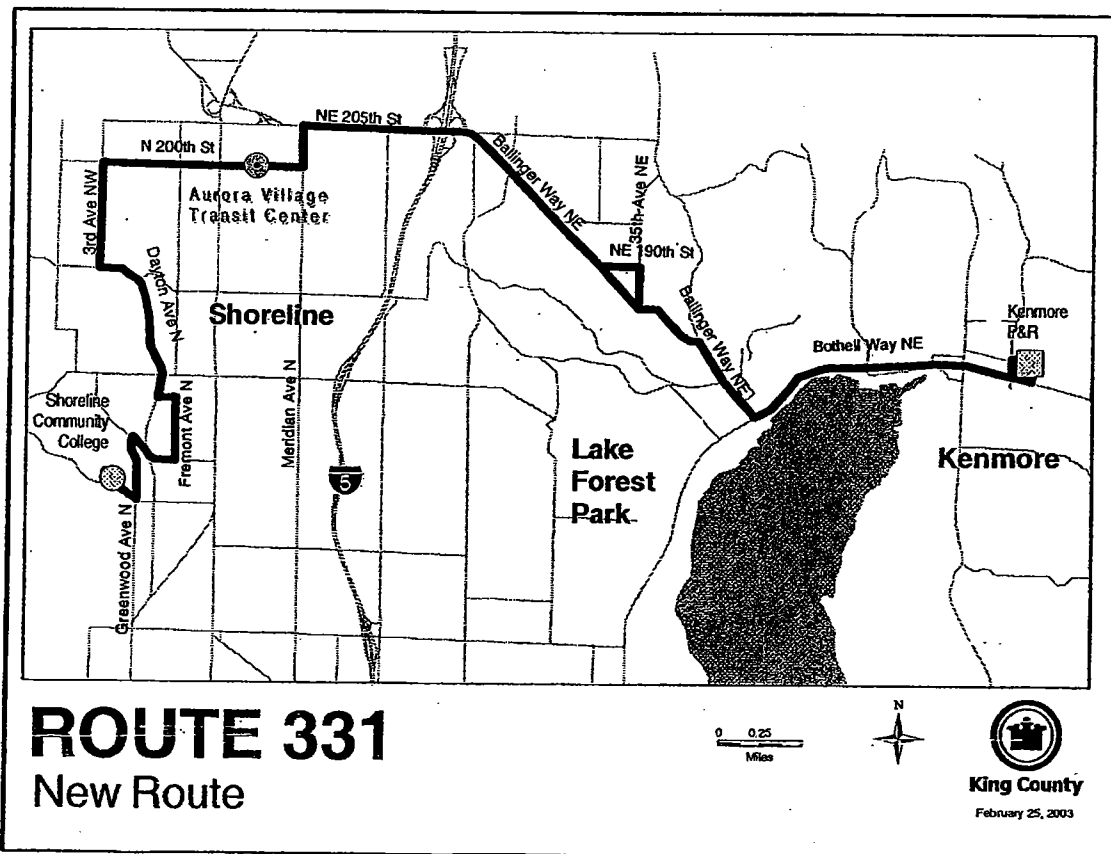 NE 205th St
N 200th St
Aurora Village
Transit Center
3rd Ave NW
Dayton Ave N
Ballinger Way NE
35th Ave NE
NE 190th St
Ballinger Way NE
Shoreline
Meridian Ave N
Kenmore
P&R
Bothell Way NE
Shoreline
Community
College
Fremont Ave N
Greenwood Ave N
5
Lake
Forest
Park
Kenmore
ROUTE 331
New Route
0 0.25
Miles
N
King County
February 25, 2003